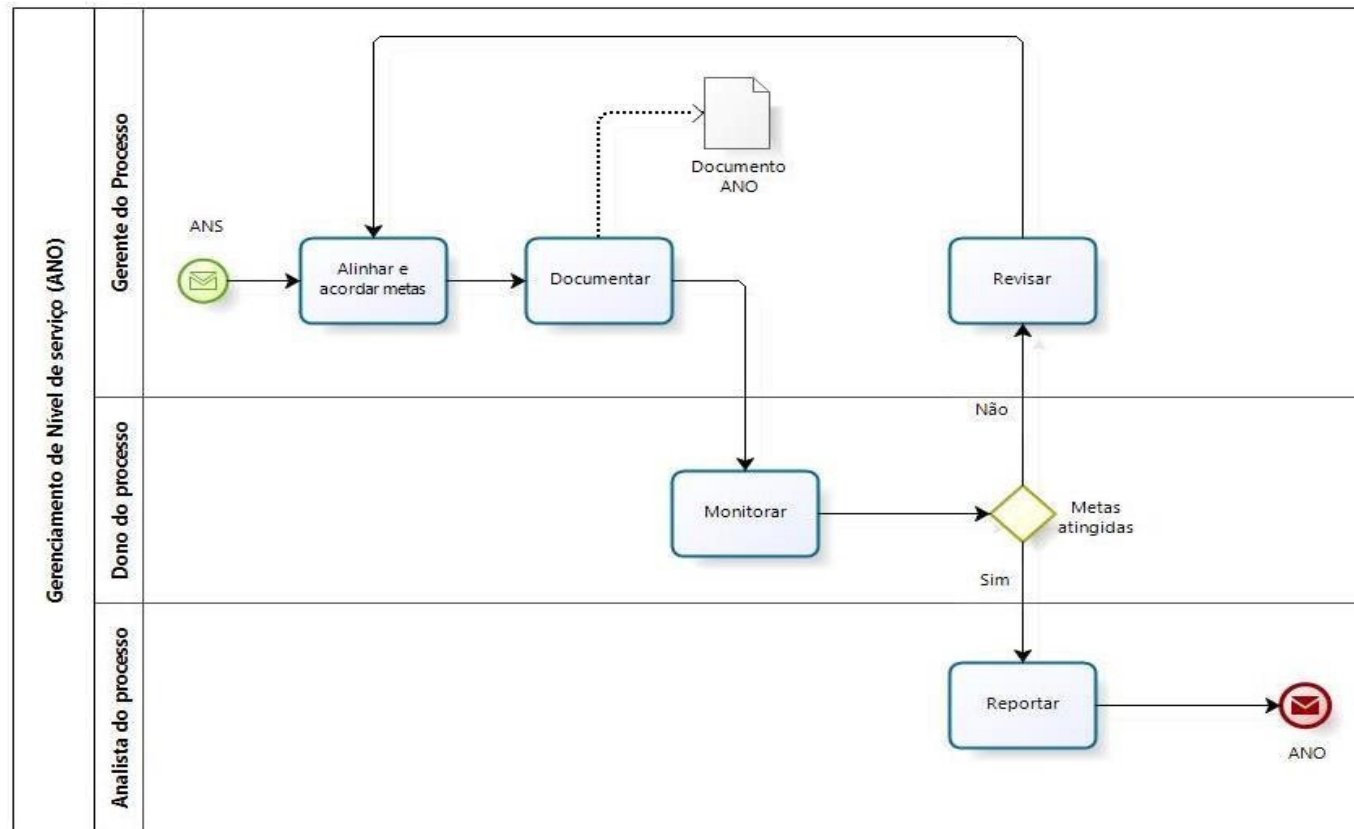 Gerenciamento de Nível de serviço (ANO)
Gerente do Processo
ANS
Alinhar e
acordar metas
Documentar
Documento
ANO
Revisar
Dono do processo
Monitorar
Não
Metas
atingidas
Sim
Analista do processo
Reportar
ANO